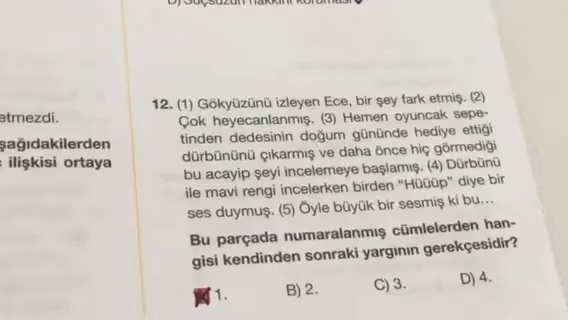 D) Suçsuzun hakkını koruması
etmezdi.
şağıdakilerden
ilişkisi ortaya
12. (1) Gökyüzünü izleyen Ece, bir şey fark etmiş. (2)
Çok heyecanlanmış. (3) Hemen oyuncak sepe-
tinden dedesinin doğum gününde hediye ettiği
dürbününü çıkarmış ve daha önce hiç görmediği
bu acayip şeyi incelemeye başlamış. (4) Dürbünü
ile mavi rengi incelerken birden "Hüüüp" diye bir
ses duymuş. (5) Öyle büyük bir sesmiş ki bu...
Bu parçada numaralanmış cümlelerden han-
gisi kendinden sonraki yargının gerekçesidir?
1. B) 2. C) 3. D) 4.